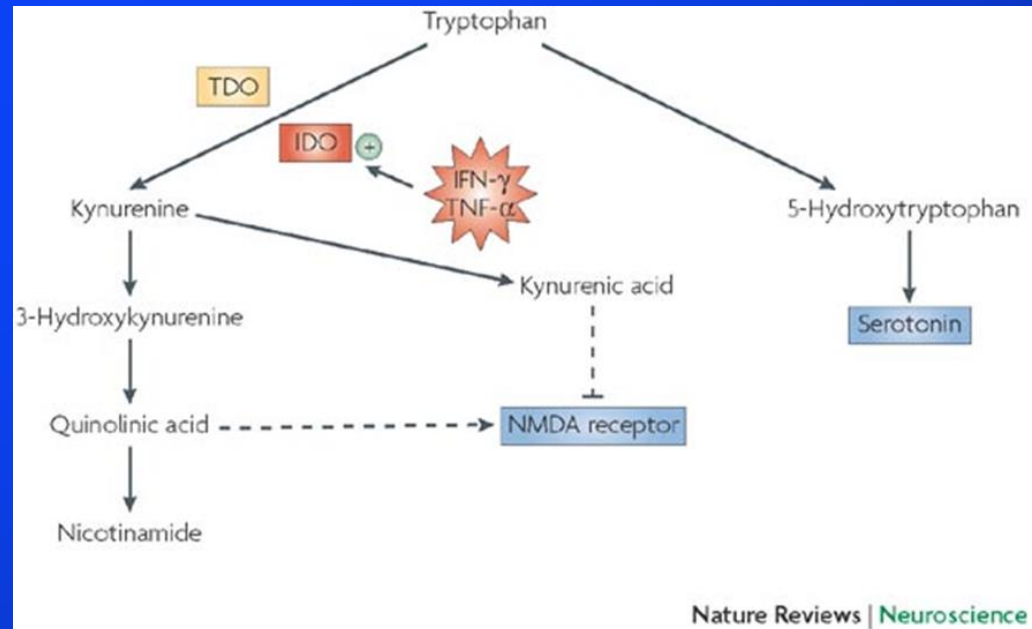 Tryptophan
TDO
IDO +
IFN-γ
TNF-α
Kynurenine
5-Hydroxytryptophan
Kynurenic acid
3-Hydroxykynurenine
Serotonin
Quinolinic acid
NMDA receptor
Nicotinamide
Nature Reviews | Neuroscience